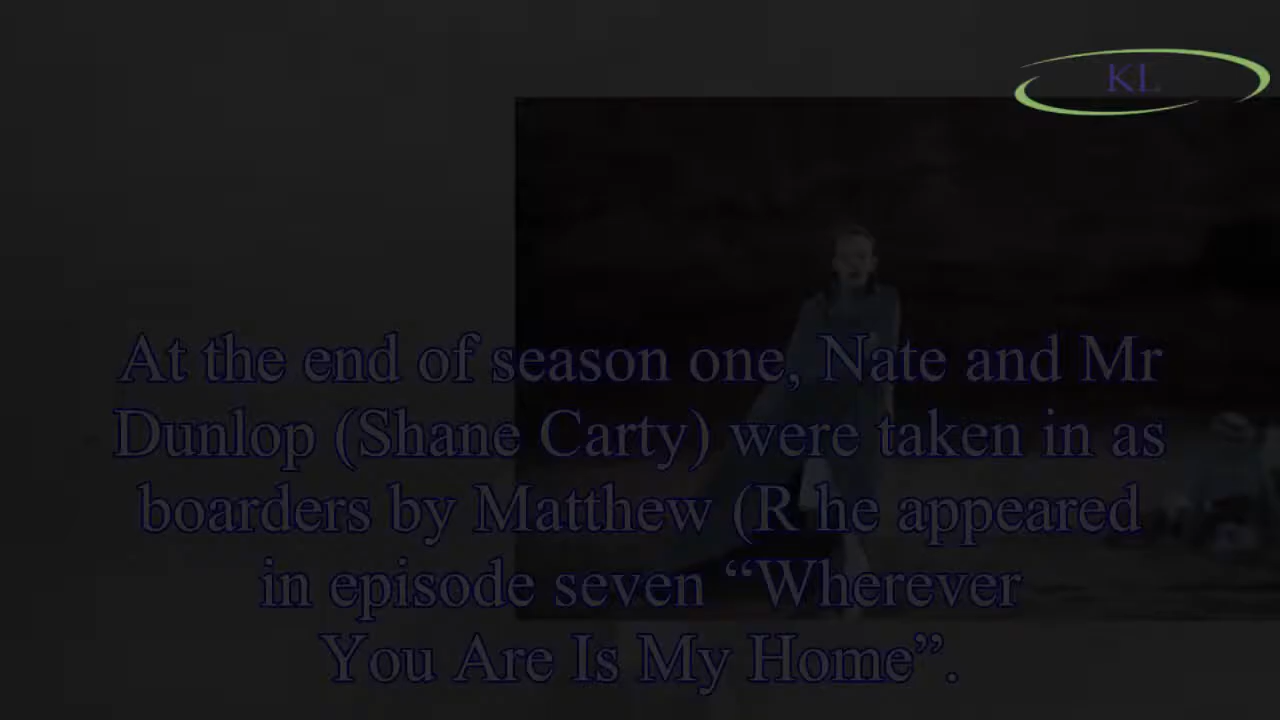 KL
At the end of season one, Nate and Mr
Dunlop (Shane Carty) were taken in as
boarders by Matthew (R he appeared
in episode seven “Wherever
You Are Is My Home”.